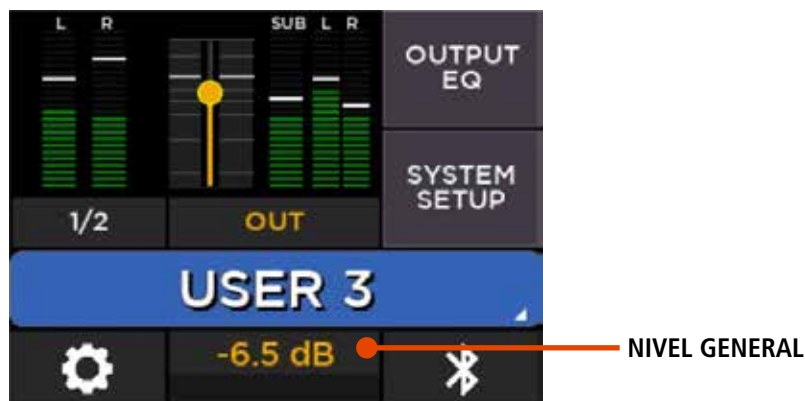 L R SUB L R
OUTPUT
EQ
SYSTEM
SETUP
1/2 OUT
USER 3
-6.5 dB NIVEL GENERAL